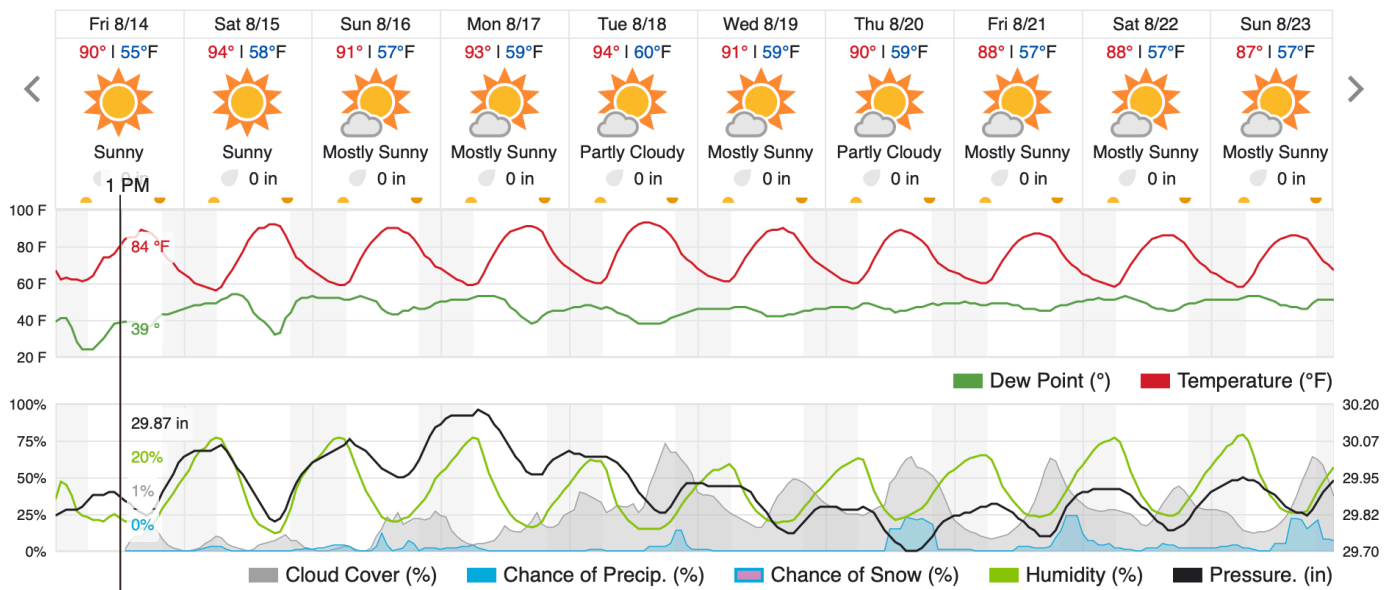 Fri 8/14 Sat 8/15 Sun 8/16 Mon 8/17 Tue 8/18 Wed 8/19 Thu 8/20 Fri 8/21 Sat 8/22 Sun 8/23
90° | 55°F 94° | 58°F 91° | 57°F 93° | 59°F 94° | 60°F 91° | 59°F 90° | 59°F 88° | 57°F 88° | 57°F 87° | 57°F
Sunny Sunny Mostly Sunny Mostly Sunny Partly Cloudy Mostly Sunny Partly Cloudy Mostly Sunny Mostly Sunny Mostly Sunny
0 in 0 in 0 in 0 in 0 in 0 in 0 in 0 in 0 in 0 in
1 PM
100 F
80 F
84 °F
60 F
40 F
39 °
20 F
Dew Point (°) Temperature (°F)
100% 30.20
29.87 in
75% 30.07
20%
50% 29.95
1%
25% 29.82
0%
0% 29.70
Cloud Cover (%) Chance of Precip. (%) Chance of Snow (%) Humidity (%) Pressure. (in)